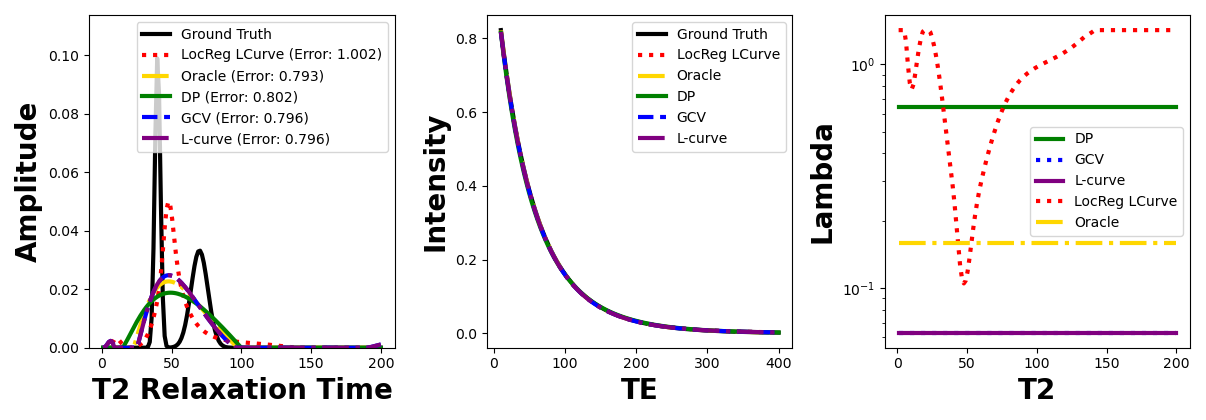 Amplitude
0.10
0.08
0.06
0.04
0.02
0.00
Ground Truth
LocReg LCurve (Error: 1.002)
Oracle (Error: 0.793)
DP (Error: 0.802)
GCV (Error: 0.796)
L-curve (Error: 0.796)
0 50 100 150 200
T2 Relaxation Time
Intensity
0.8
0.6
0.4
0.2
0.0
Ground Truth
LocReg LCurve
Oracle
DP
GCV
L-curve
0 100 200 300 400
TE
Lambda
10^0
10^-1
DP
GCV
L-curve
LocReg LCurve
Oracle
0 50 100 150 200
T2